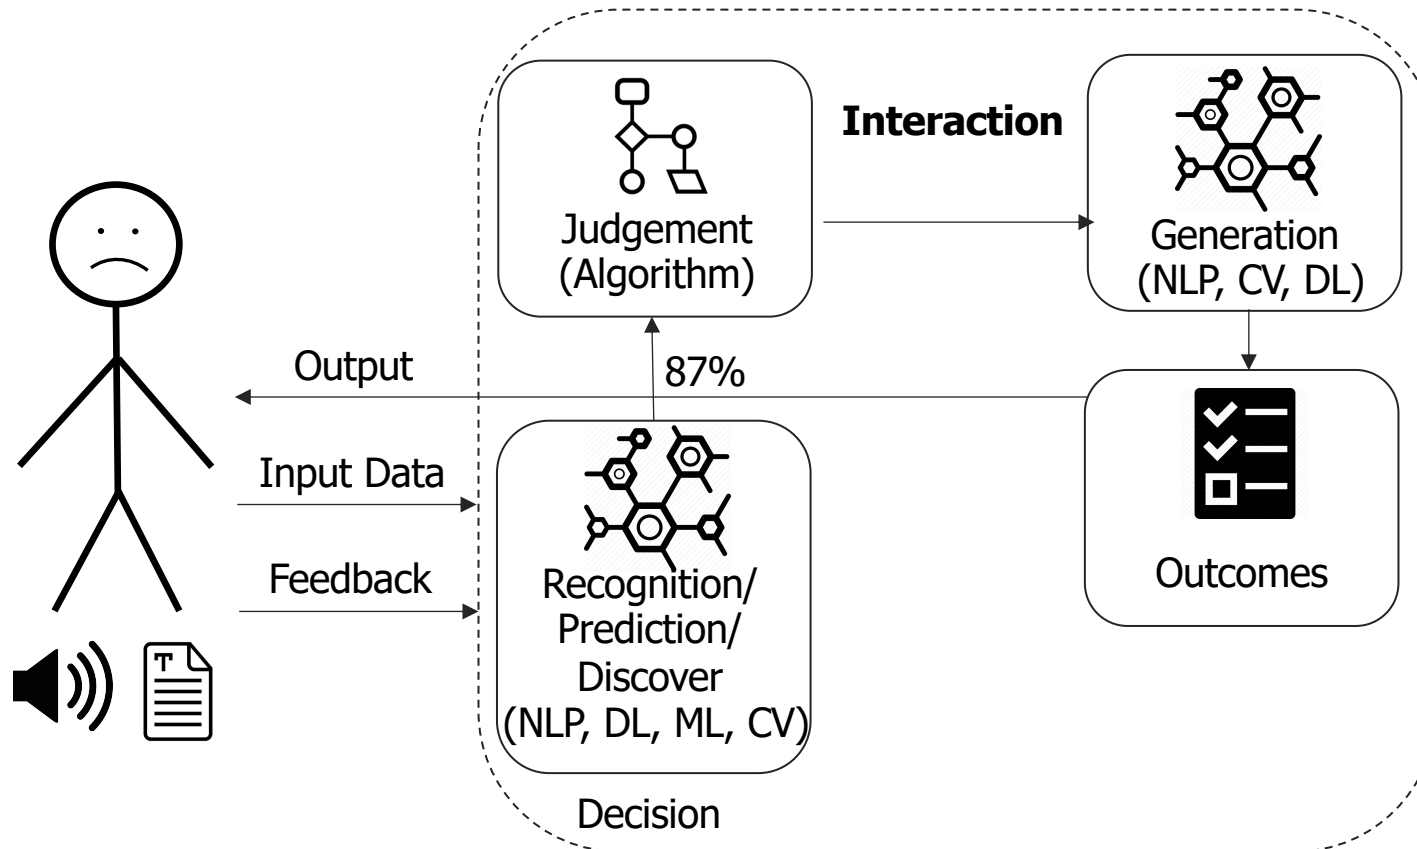 Interaction
Judgement
(Algorithm)
Generation
(NLP, CV, DL)
Output
87%
Input Data
Feedback
T
Recognition/
Prediction/
Discover
(NLP, DL, ML, CV)
Outcomes
Decision